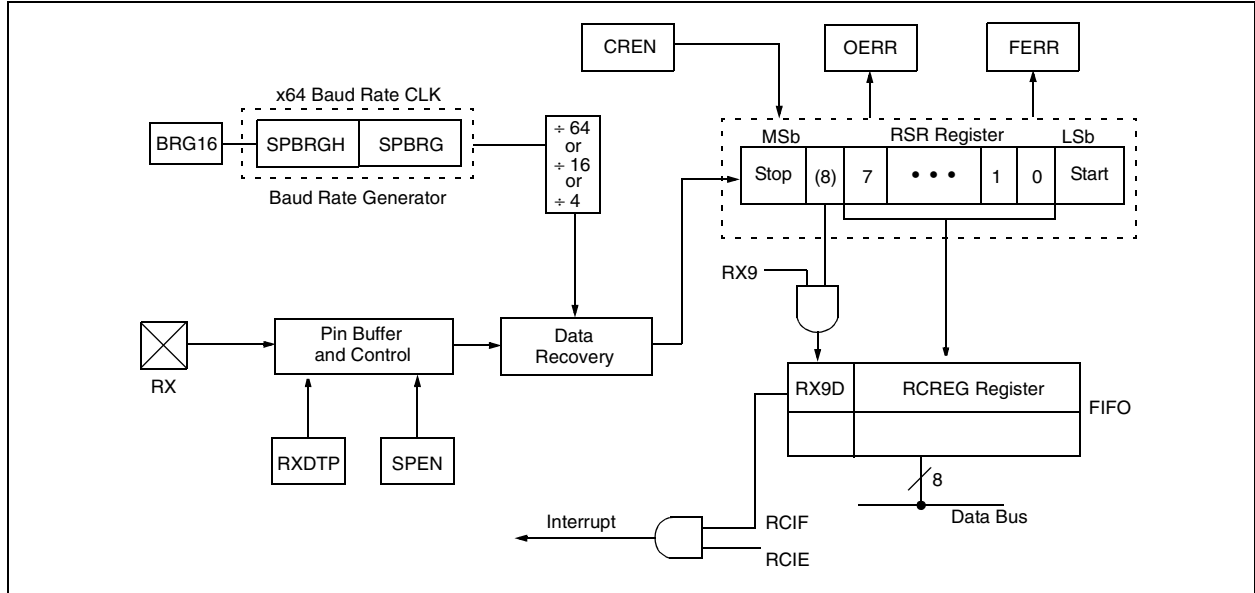 CREN
OERR
FERR
x64 Baud Rate CLK
BRG16
SPBRGH
SPBRG
Baud Rate Generator
÷ 64
or
÷ 16
or
÷ 4
MSb
RSR Register
LSb
Stop
(8)
7
• • •
1
0
Start
RX9
RX
Pin Buffer
and Control
Data
Recovery
RXDTP
SPEN
RX9D
RCREG Register
FIFO
8
Data Bus
Interrupt
RCIF
RCIE